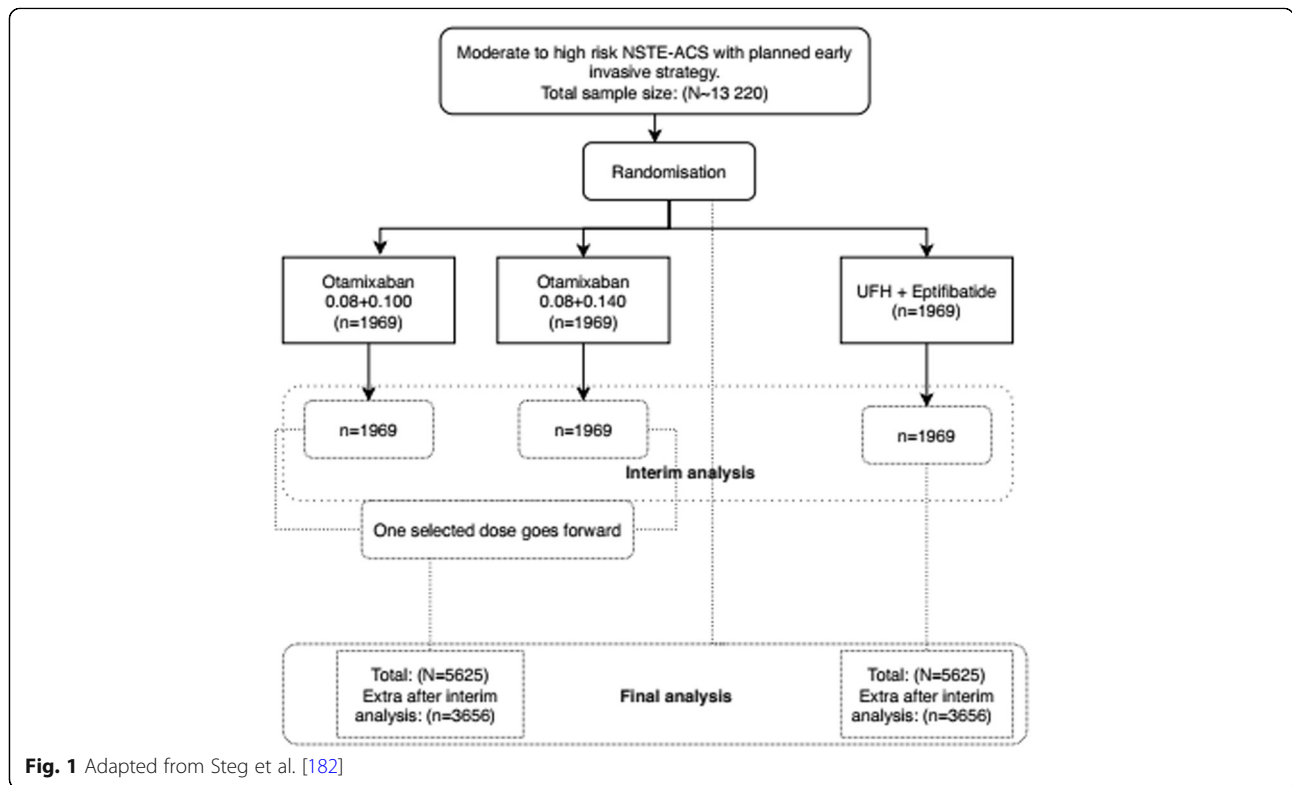 Moderate to high risk NSTE-ACS with planned early
invasive strategy.
Total sample size: (N~13 220)
Randomisation
Otamixaban
0.08+0.100
(n=1969)
Otamixaban
0.08+0.140
(n=1969)
UFH + Eptifibatide
(n=1969)
n=1969
n=1969
n=1969
Interim analysis
One selected dose goes forward
Total: (N=5625)
Extra after interim
analysis: (n=3656)
Final analysis
Total: (N=5625)
Extra after interim
analysis: (n=3656)
Fig. 1 Adapted from Steg et al. [182]